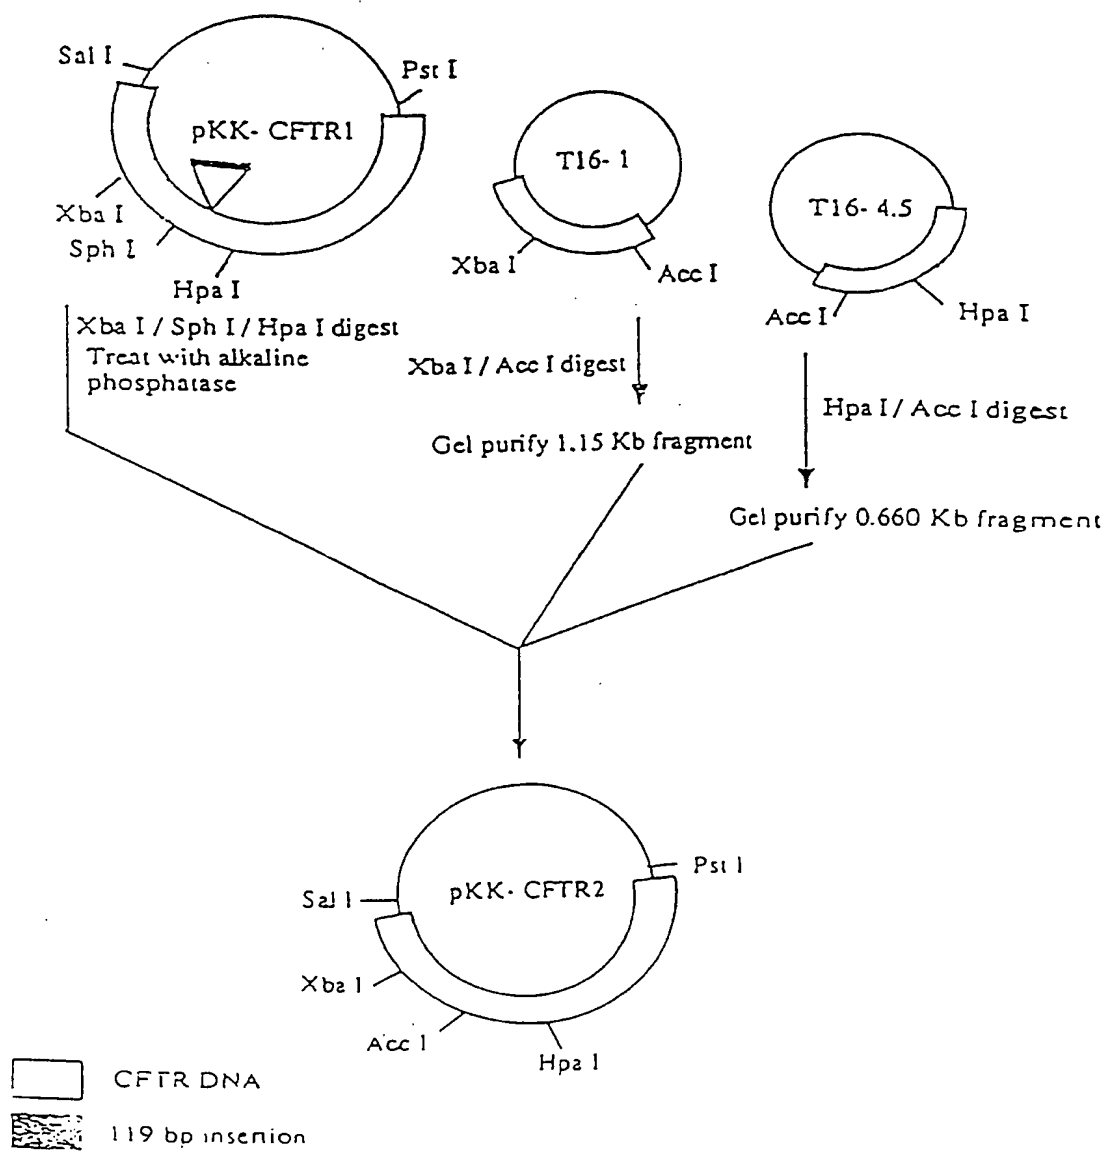 Sal I
Pst I
pKK- CFTR1
Xba I
Sph I
Hpa I
T16- 1
Xba I
Acc I
T16- 4.5
Acc I
Hpa I
Xba I / Sph I / Hpa I digest
Treat with alkaline
phosphatase
Xba I / Acc I digest
Hpa I / Acc I digest
Gel purify 1.15 Kb fragment
Gel purify 0.660 Kb fragment
Sal I
Pst I
pKK- CFTR2
Xba I
Acc I
Hpa I
CFTR DNA
119 bp insertion